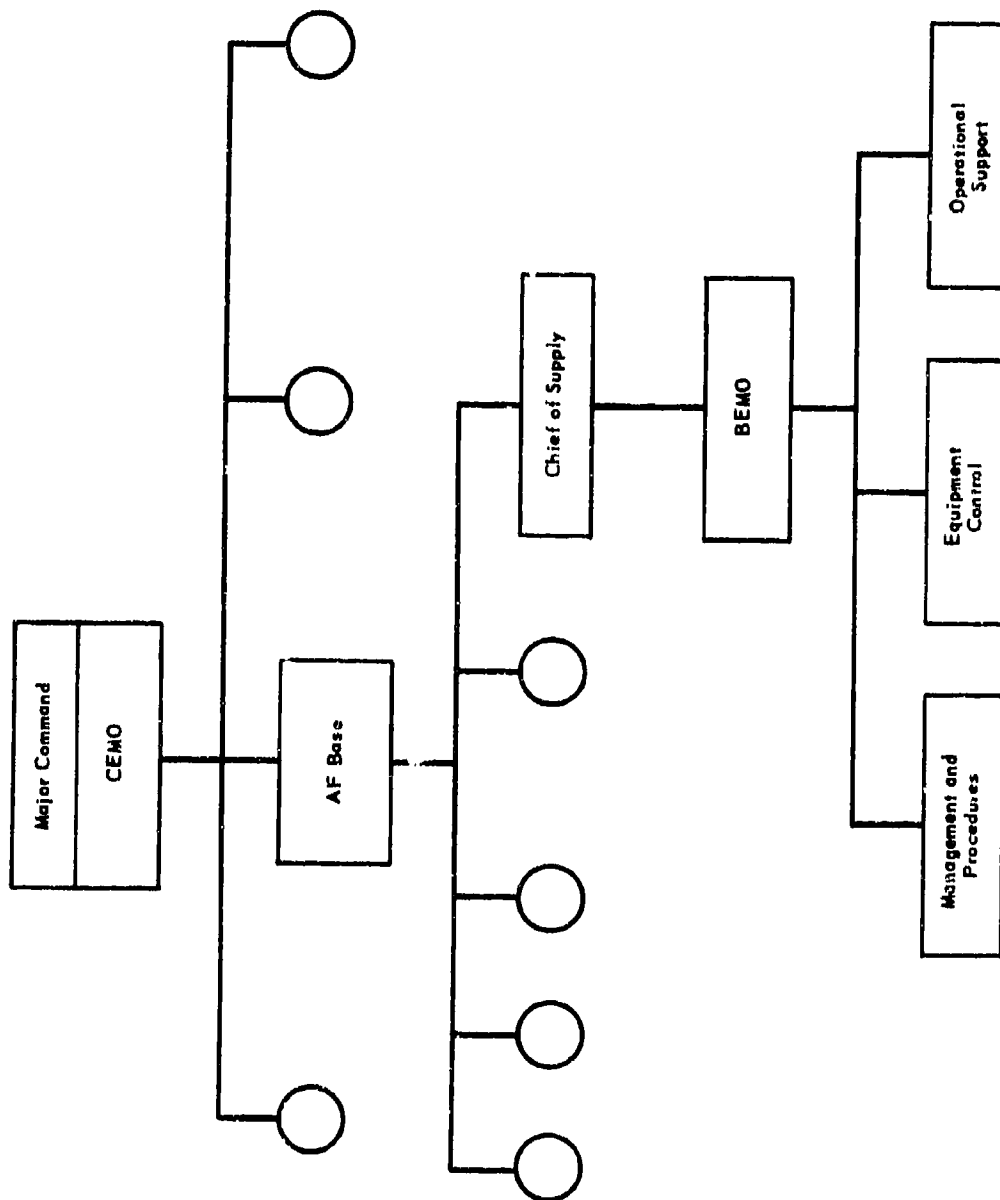 Major Command
CEMO
AF Base
Chief of Supply
BEMO
Management and
Procedures
Equipment
Control
Operational
Support